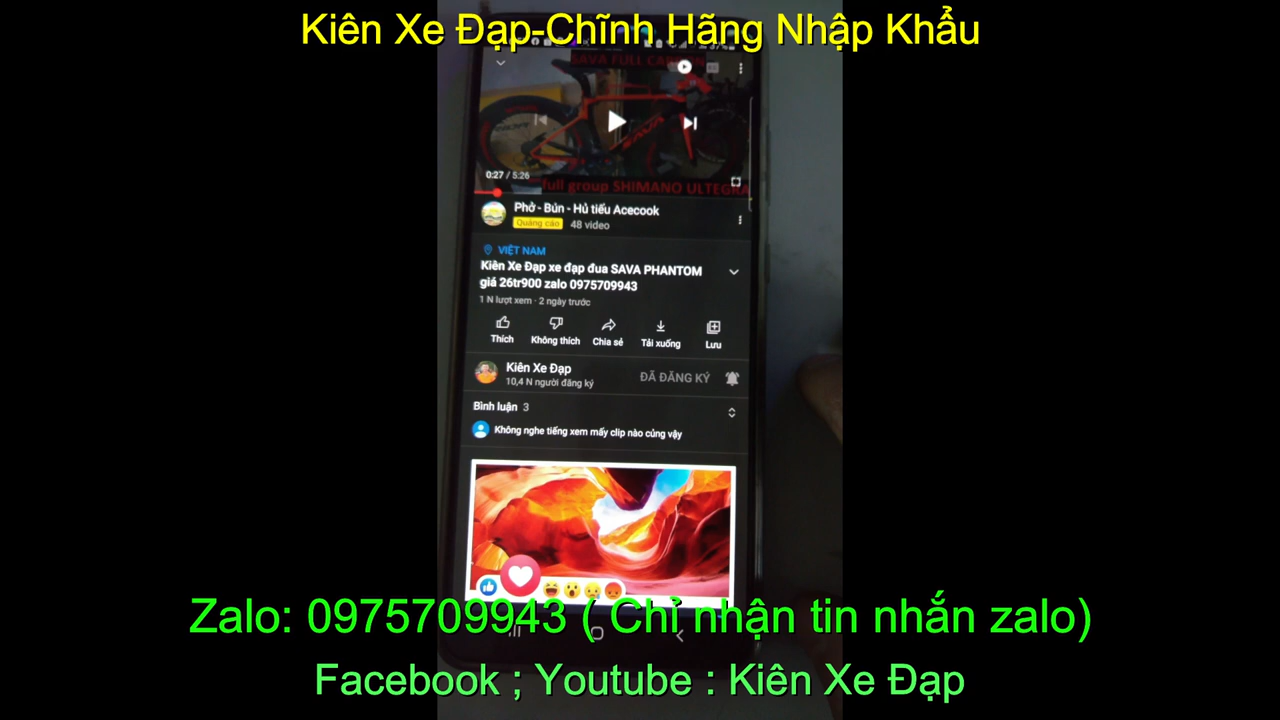 Kiên Xe Đạp-Chĩnh Hãng Nhập Khẩu
SAVA FULL
SAVA
0:27 / 5:26
full group SHIMANO ULTEGRA
Phở - Bún - Hủ tiếu Acecook
Quảng cáo 48 video
VIỆT NAM
Kiên Xe Đạp xe đạp đua SAVA PHANTOM
giá 26tr900 zalo 0975709943
1 N lượt xem · 2 ngày trước
Thích Không thích Chia sẻ Tải xuống Lưu
Kiên Xe Đạp
10,4 N người đăng ký
ĐÃ ĐĂNG KÝ
Bình luận 3
Không nghe tiếng xem mấy clip nào củng vậy
Zalo: 0975709943 ( Chỉ nhận tin nhắn zalo)
Facebook ; Youtube : Kiên Xe Đạp